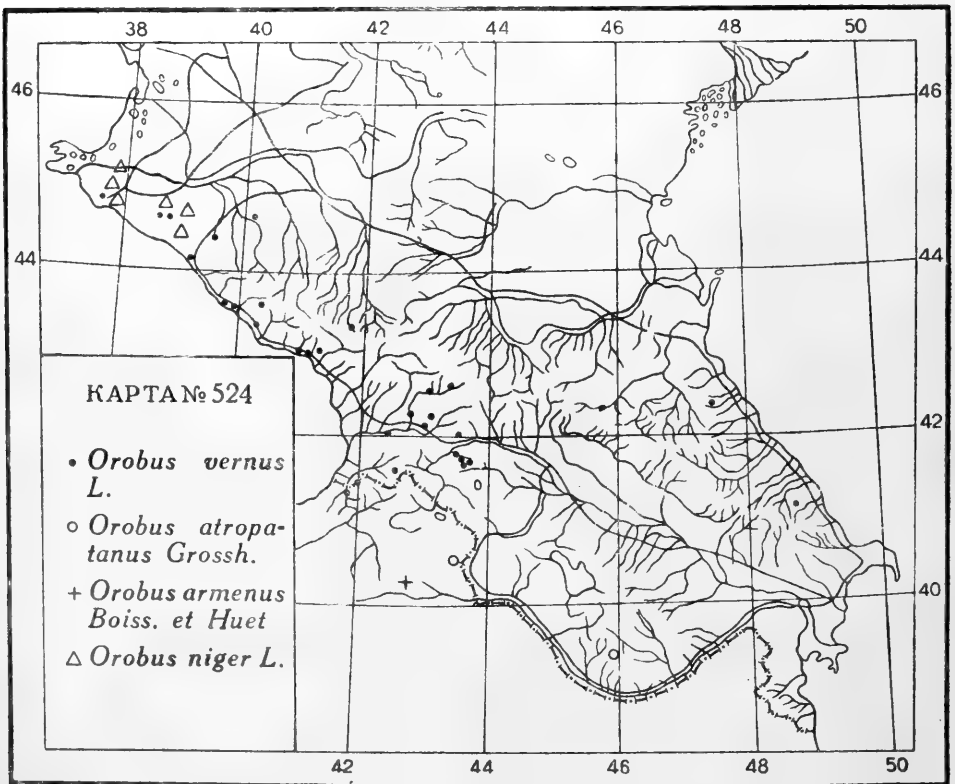 38 40 42 44 46 48 50
46 46
44 44
КАРТА № 524
• Orobus vernus
L.
42
○ Orobus atropa-
tanus Grossh.
+ Orobus armenus
Boiss. et Huet
40
△ Orobus niger L.
42 44 46 48 50